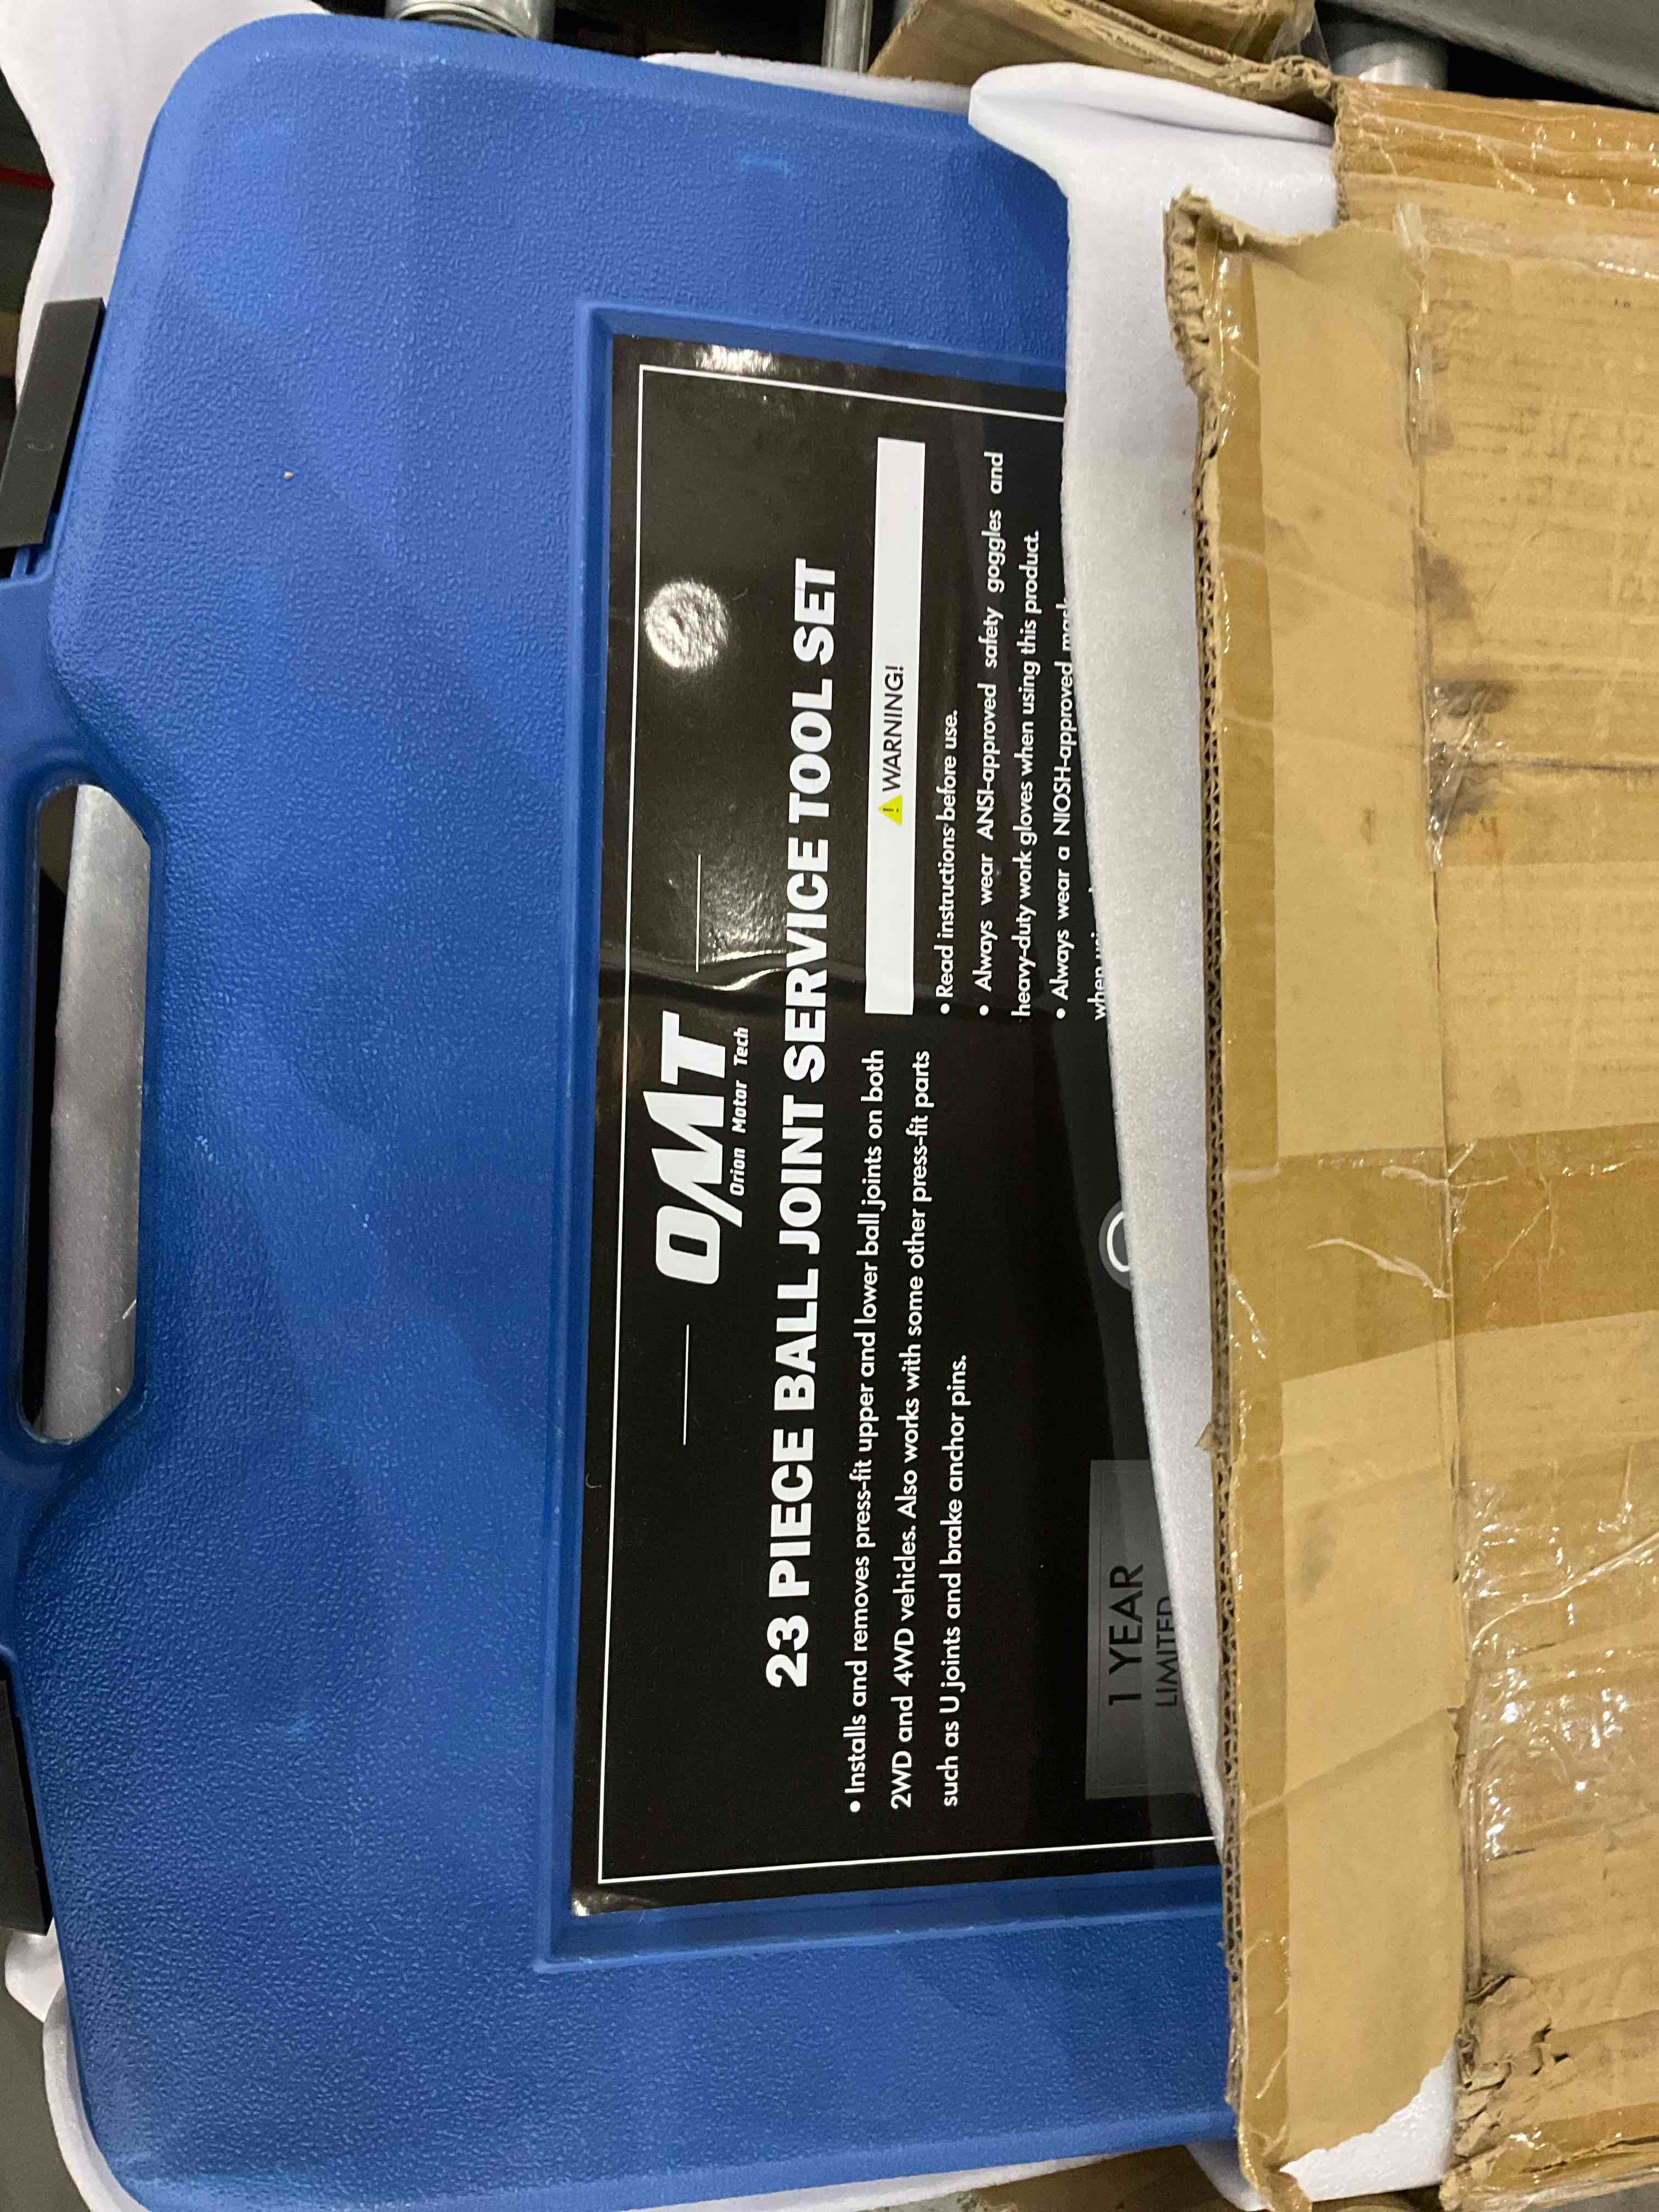 OMT
Orion Motor Tech
23 PIECE BALL JOINT SERVICE TOOL SET
• Installs and removes press-fit upper and lower ball joints on both
2WD and 4WD vehicles. Also works with some other press-fit parts
such as U joints and brake anchor pins.
1 YEAR
LIMITED
WARNING!
• Read instructions before use.
• Always wear ANSI-approved safety goggles and
heavy-duty work gloves when using this product.
• Always wear a NIOSH-approved
when